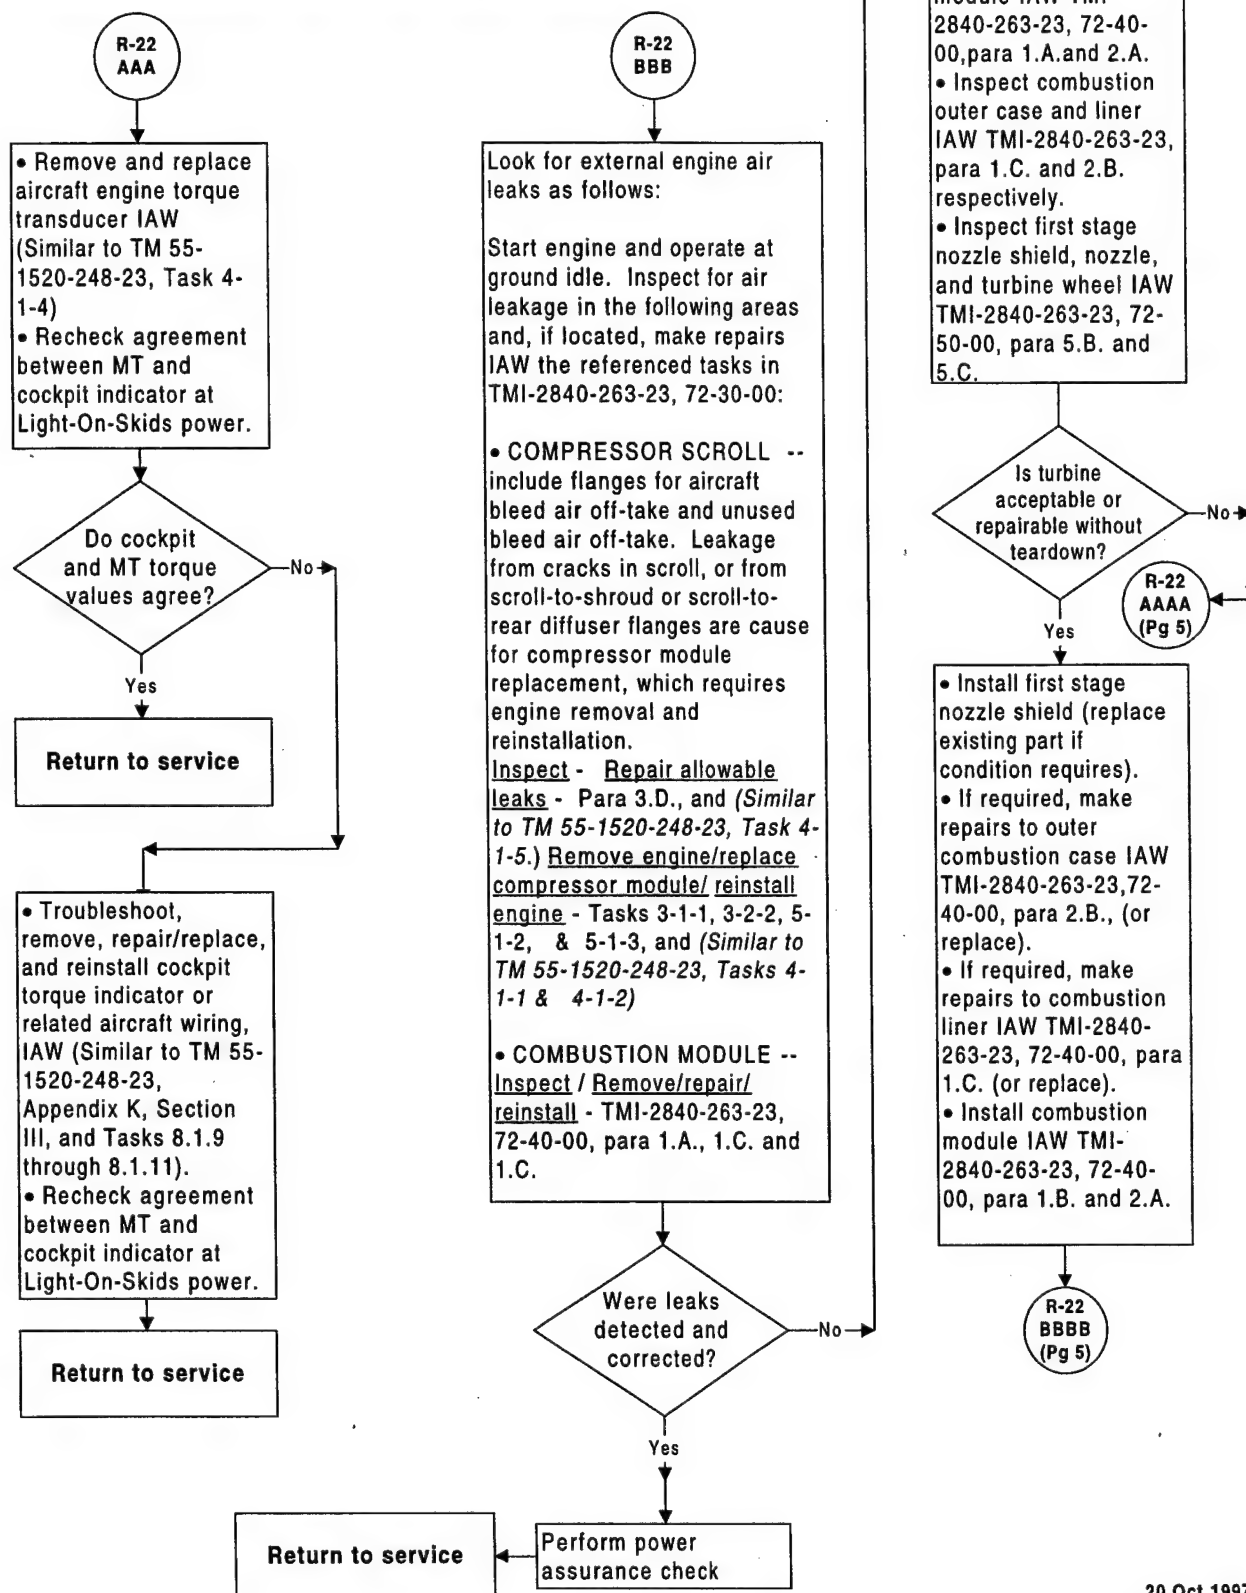 R-22
AAA
• Remove and replace
aircraft engine torque
transducer IAW
(Similar to TM 55-
1520-248-23, Task 4-
1-4)
• Recheck agreement
between MT and
cockpit indicator at
Light-On-Skids power.
Do cockpit
and MT torque
values agree?
No
Yes
Return to service
• Troubleshoot,
remove, repair/replace,
and reinstall cockpit
torque indicator or
related aircraft wiring,
IAW (Similar to TM 55-
1520-248-23,
Appendix K, Section
III, and Tasks 8.1.9
through 8.1.11).
• Recheck agreement
between MT and
cockpit indicator at
Light-On-Skids power.
Return to service
R-22
BBB
Look for external engine air
leaks as follows:
Start engine and operate at
ground idle. Inspect for air
leakage in the following areas
and, if located, make repairs
IAW the referenced tasks in
TMI-2840-263-23, 72-30-00:
• COMPRESSOR SCROLL --
include flanges for aircraft
bleed air off-take and unused
bleed air off-take. Leakage
from cracks in scroll, or from
scroll-to-shroud or scroll-to-
rear diffuser flanges are cause
for compressor module
replacement, which requires
engine removal and
reinstallation.
Inspect - Repair allowable
leaks - Para 3.D., and (Similar
to TM 55-1520-248-23, Task 4-
1-5.) Remove engine/replace
compressor module/ reinstall
engine - Tasks 3-1-1, 3-2-2, 5-
1-2, & 5-1-3, and (Similar to
TM 55-1520-248-23, Tasks 4-
1-1 & 4-1-2)
• COMBUSTION MODULE --
Inspect / Remove/repair/
reinstall - TMI-2840-263-23,
72-40-00, para 1.A., 1.C. and
1.C.
Were leaks
detected and
corrected?
No
Yes
Perform power
assurance check
Return to service
module IAW TMI-
2840-263-23, 72-40-
00,para 1.A.and 2.A.
• Inspect combustion
outer case and liner
IAW TMI-2840-263-23,
para 1.C. and 2.B.
respectively.
• Inspect first stage
nozzle shield, nozzle,
and turbine wheel IAW
TMI-2840-263-23, 72-
50-00, para 5.B. and
5.C.
Is turbine
acceptable or
repairable without
teardown?
No
R-22
AAAA
(Pg 5)
Yes
• Install first stage
nozzle shield (replace
existing part if
condition requires).
• If required, make
repairs to outer
combustion case IAW
TMI-2840-263-23,72-
40-00, para 2.B., (or
replace).
• If required, make
repairs to combustion
liner IAW TMI-2840-
263-23, 72-40-00, para
1.C. (or replace).
• Install combustion
module IAW TMI-
2840-263-23, 72-40-
00, para 1.B. and 2.A.
R-22
BBBB
(Pg 5)
20 Oct 1997